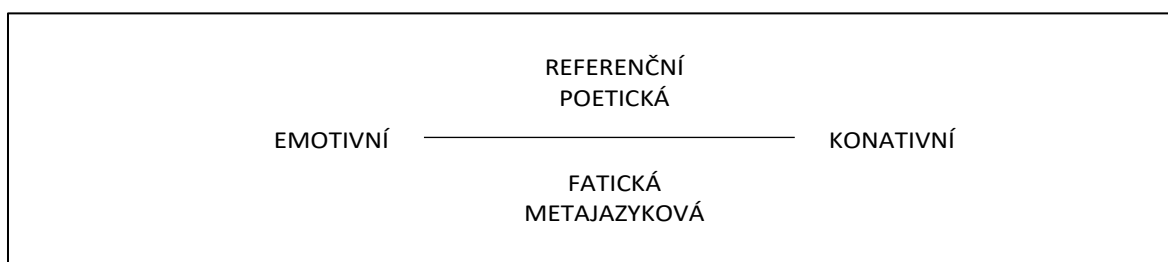 REFERENČNÍ
POETICKÁ
EMOTIVNÍ KONATIVNÍ
FATICKÁ
METAJAZYKOVÁ